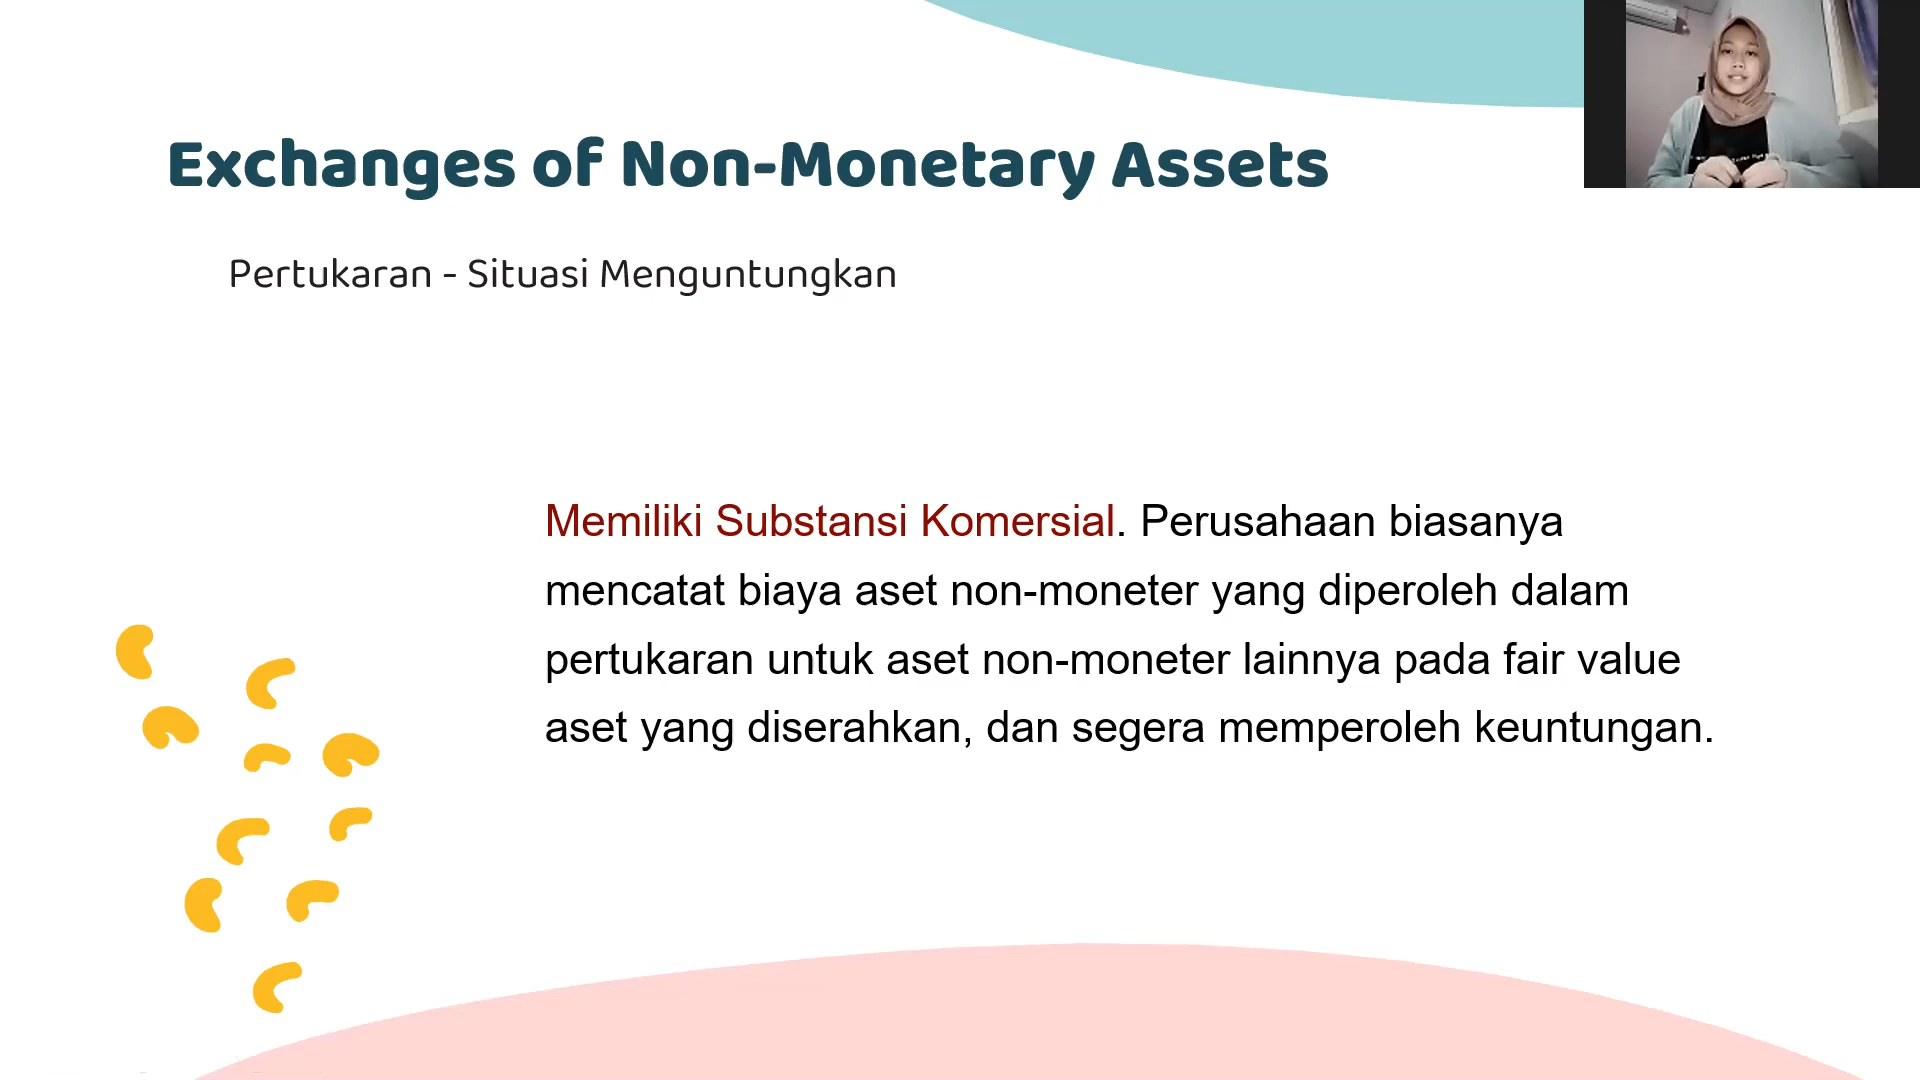 Exchanges of Non-Monetary Assets
Pertukaran - Situasi Menguntungkan
Memiliki Substansi Komersial. Perusahaan biasanya
mencatat biaya aset non-moneter yang diperoleh dalam
pertukaran untuk aset non-moneter lainnya pada fair value
aset yang diserahkan, dan segera memperoleh keuntungan.